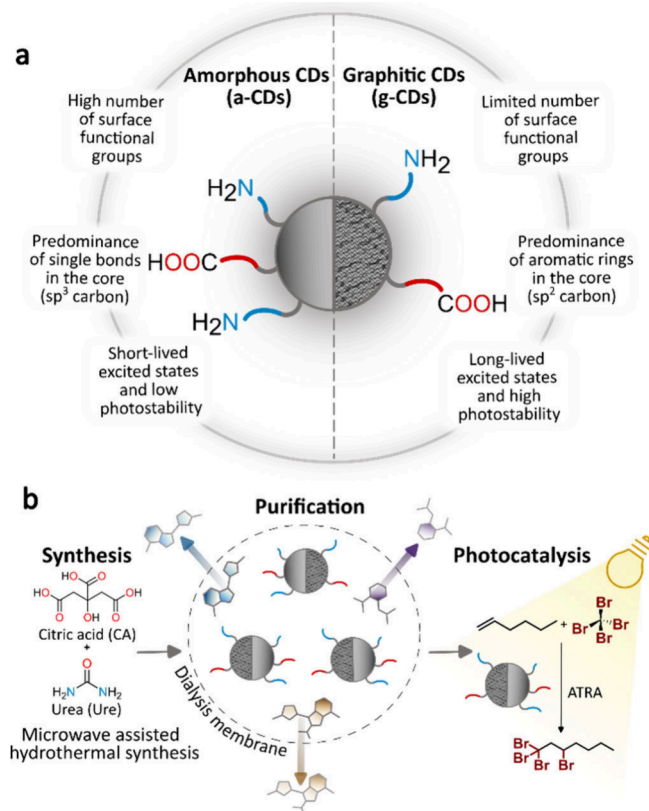 a
Amorphous CDs
(a-CDs)
Graphitic CDs
(g-CDs)
High number
of surface
functional
groups
Limited number
of surface
functional
groups
H2N
NH2
Predominance
of single bonds
in the core
(sp3 carbon)
HOOC
Predominance
of aromatic rings
in the core
(sp2 carbon)
COOH
H2N
Short-lived
excited states
and low
photostability
Long-lived
excited states
and high
photostability
b
Purification
Synthesis
Photocatalysis
O OH O
HO OH
OH O
Citric acid (CA)
+
O
H2N NH2
Urea (Ure)
Microwave assisted
hydrothermal synthesis
Dialysis membrane
+
Br
Br Br
Br
ATRA
Br
Br
Br Br